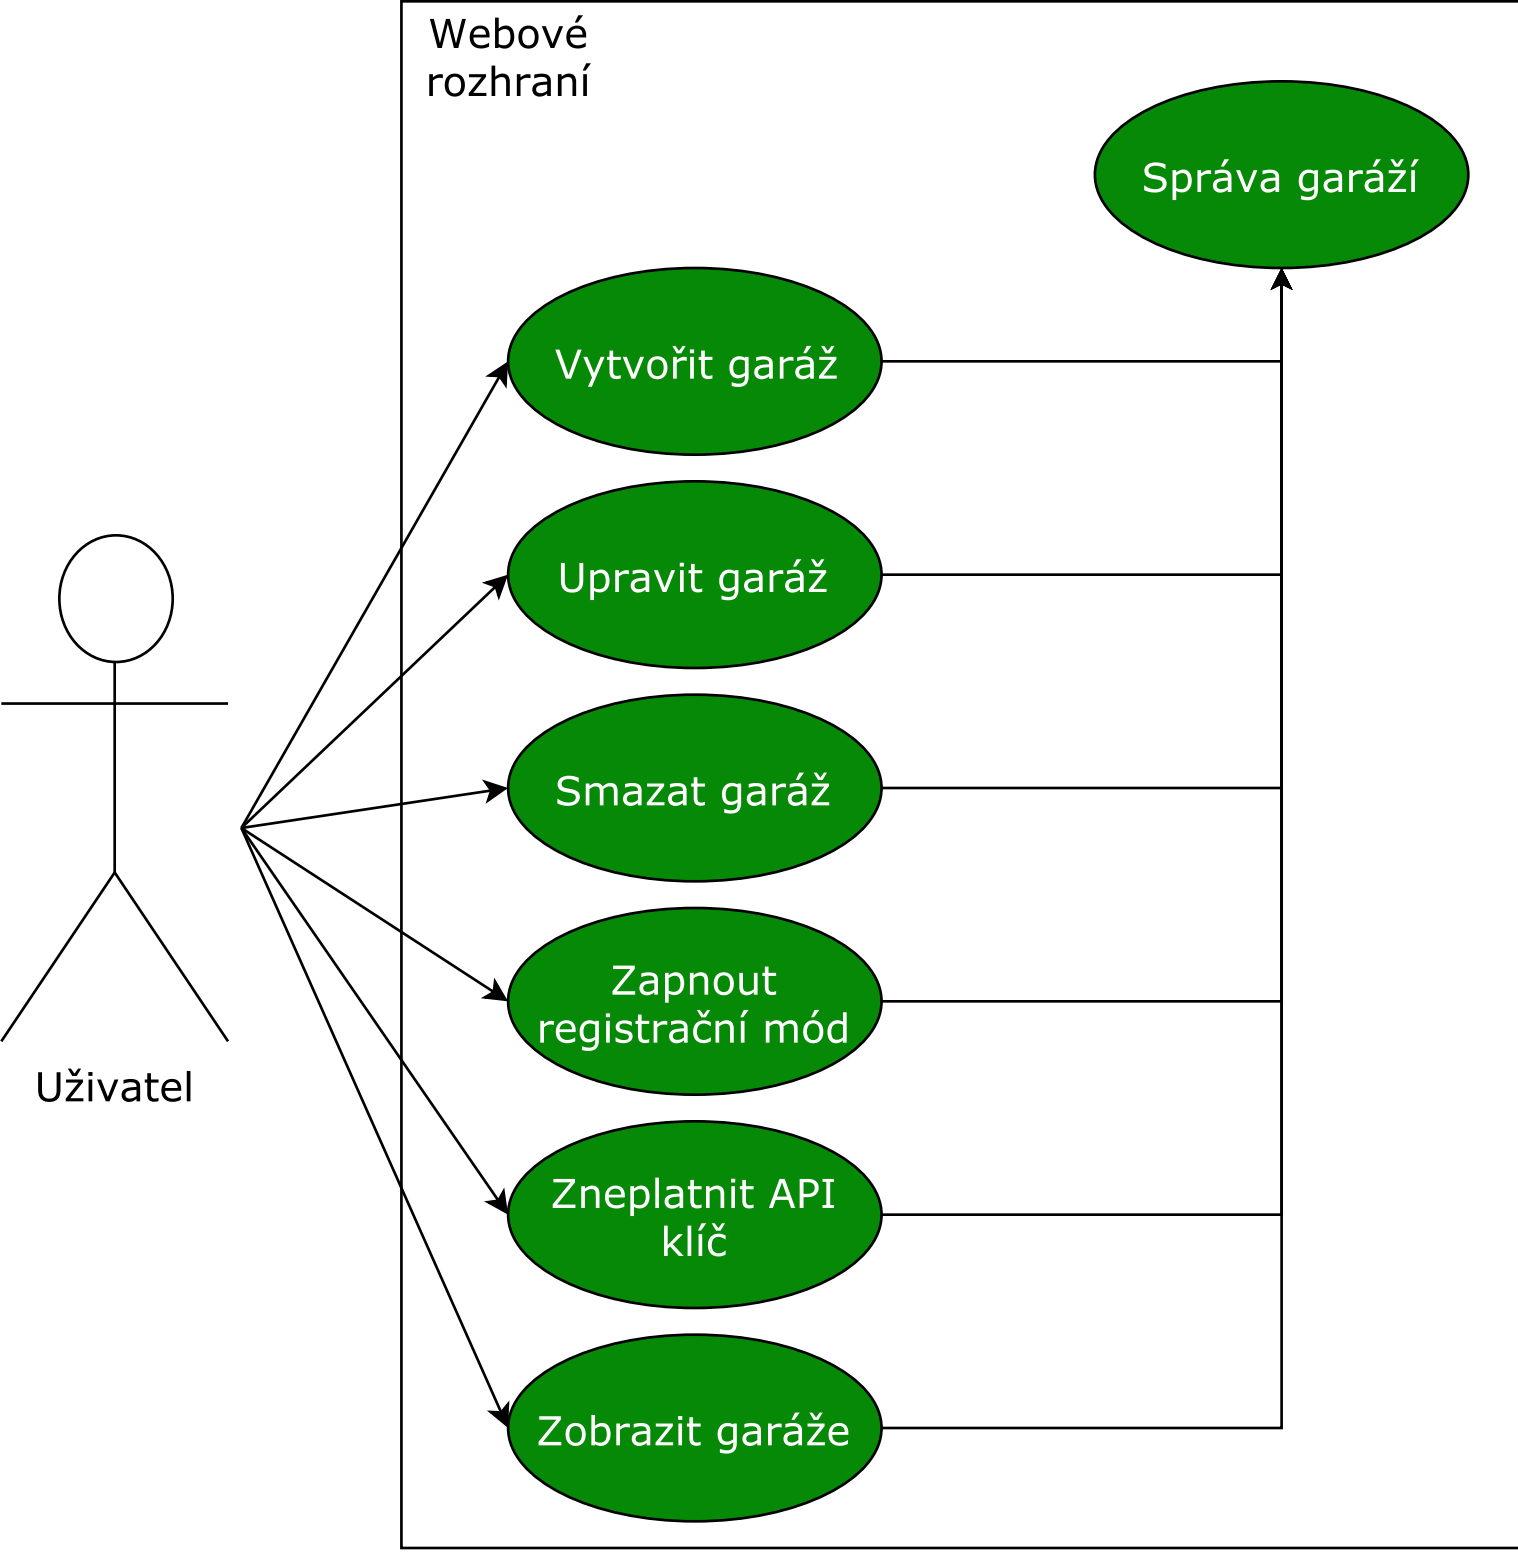 Webové
rozhraní
Správa garáží
Vytvořit garáž
Upravit garáž
Smazat garáž
Zapnout
registrační mód
Uživatel
Zneplatnit API
klíč
Zobrazit garáže